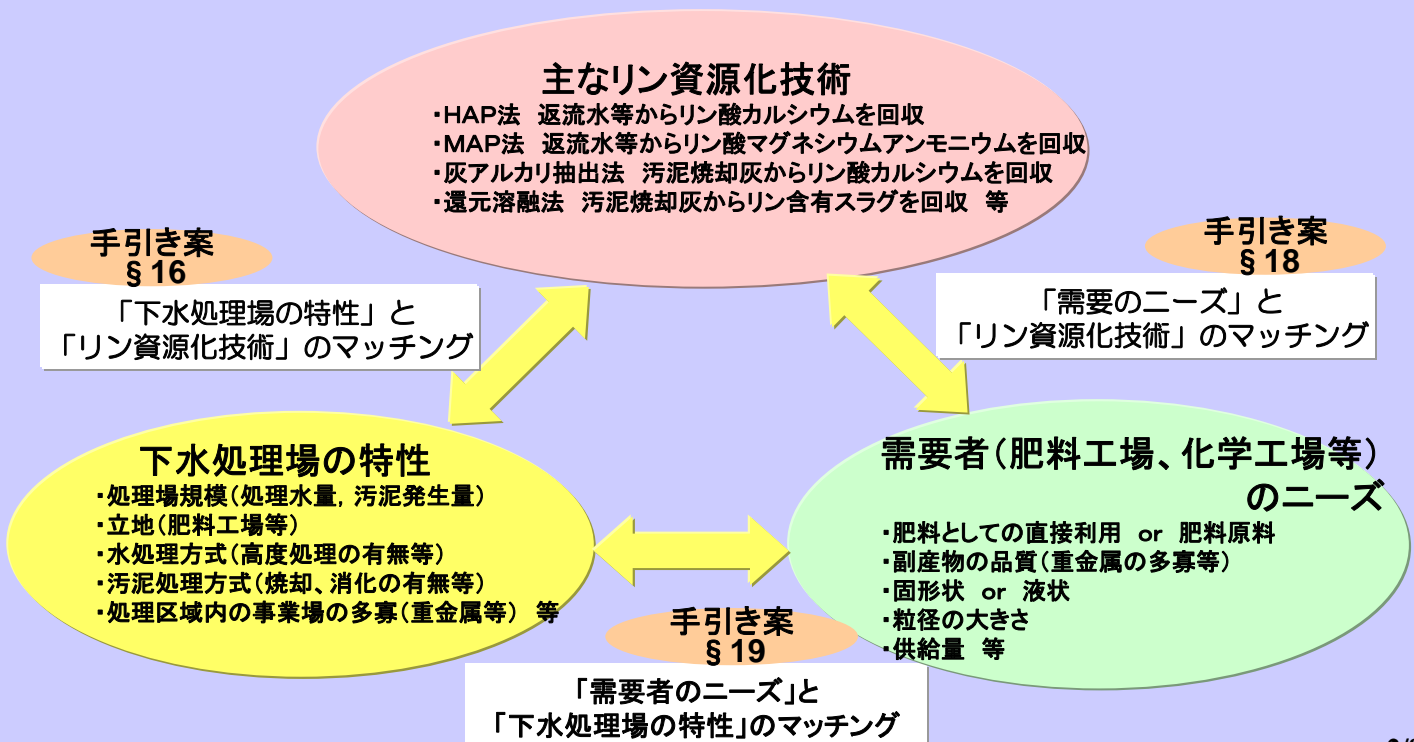 主なリン資源化技術
・HAP法 返流水等からリン酸カルシウムを回収
・MAP法 返流水等からリン酸マグネシウムアンモニウムを回収
・灰アルカリ抽出法 汚泥焼却灰からリン酸カルシウムを回収
・還元溶融法 汚泥焼却灰からリン含有スラグを回収 等
手引き案
§16
「下水処理場の特性」と
「リン資源化技術」のマッチング
手引き案
§18
「需要のニーズ」と
「リン資源化技術」のマッチング
下水処理場の特性
・処理場規模(処理水量, 汚泥発生量)
・立地(肥料工場等)
・水処理方式(高度処理の有無等)
・汚泥処理方式(焼却、消化の有無等)
・処理区域内の事業場の多寡(重金属等) 等
需要者(肥料工場、化学工場等)
のニーズ
・肥料としての直接利用 or 肥料原料
・副産物の品質(重金属の多寡等)
・固形状 or 液状
・粒径の大きさ
・供給量 等
手引き案
§19
「需要者のニーズ」と
「下水処理場の特性」のマッチング